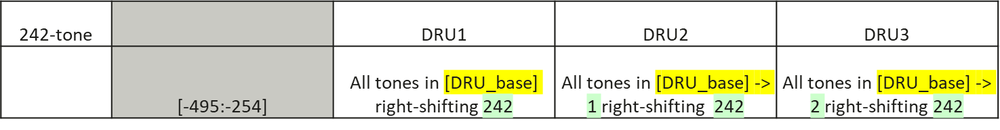 242-tone DRU1 DRU2 DRU3
All tones in [DRU_base] All tones in [DRU_base] -> All tones in [DRU_base] ->
[-495:-254] right-shifting 242 1 right-shifting 242 2 right-shifting 242